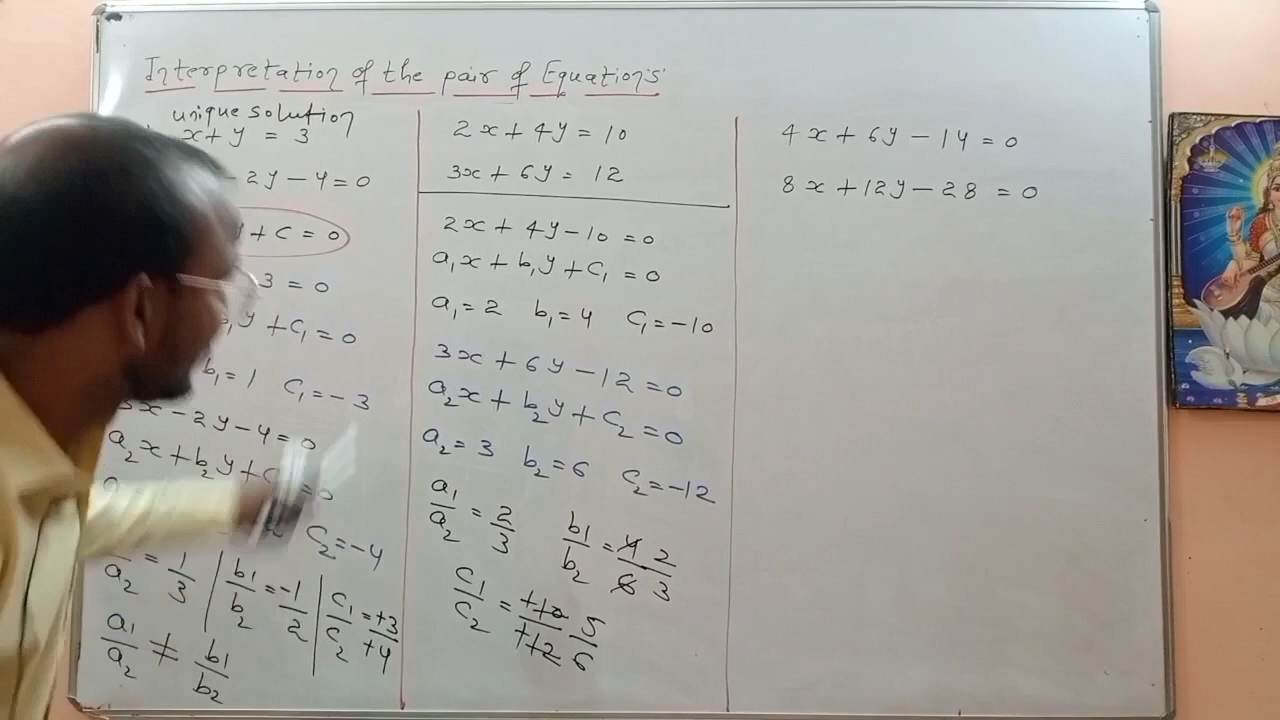 Interpretation of the pair of Equations
unique solution
x + y = 3
- 2y - 4 = 0
y + c = 0
3 = 0
b₁y + c₁ = 0
b₁ = 1 c₁ = -3
3x - 2y - 4 = 0
a₂x + b₂y + c = 0
c₂ = -4
a₂ = 1/3 | b₁/b₂ = -1/2 | c₁/c₂ = +3/+4
a₁/a₂ ≠ b₁/b₂
2x + 4y = 10
3x + 6y = 12
2x + 4y - 10 = 0
a₁x + b₁y + c₁ = 0
a₁ = 2 b₁ = 4 c₁ = -10
3x + 6y - 12 = 0
a₂x + b₂y + c₂ = 0
a₂ = 3 b₂ = 6 c₂ = -12
a₁/a₂ = 2/3 b₁/b₂ = 4/6 2/3
c₁/c₂ = +10/+12 5/6
4x + 6y - 14 = 0
8x + 12y - 28 = 0